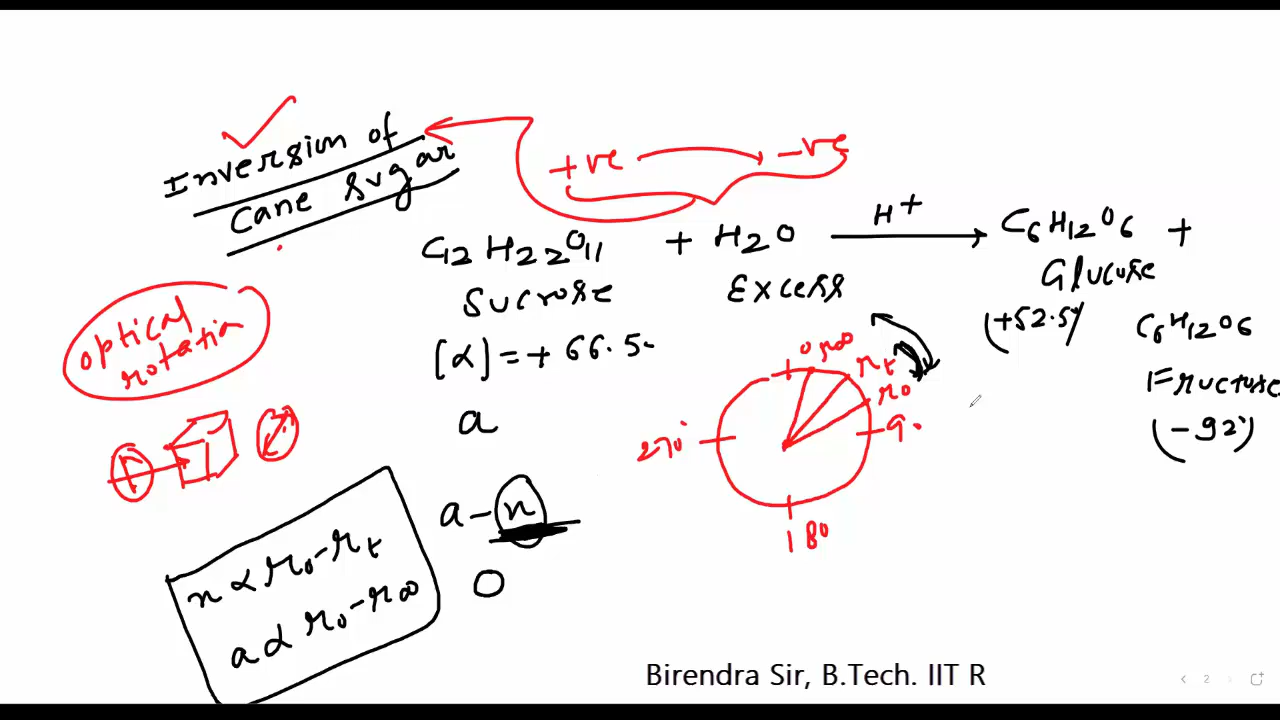 Inversion of
cane sugar
+ve → -ve
C12H22O11 + H2O H+ → C6H12O6 +
Sucrose Excess Glucose
(+52.5°)
C6H12O6
Fructose
(-92°)
[α] = + 66.5°
optical
rotation
a
a - x
0
x α r0 - rt
a α r0 - r∞
0 r∞
rt
r0
90
180
270°
Birendra Sir, B.Tech. IIT R
2